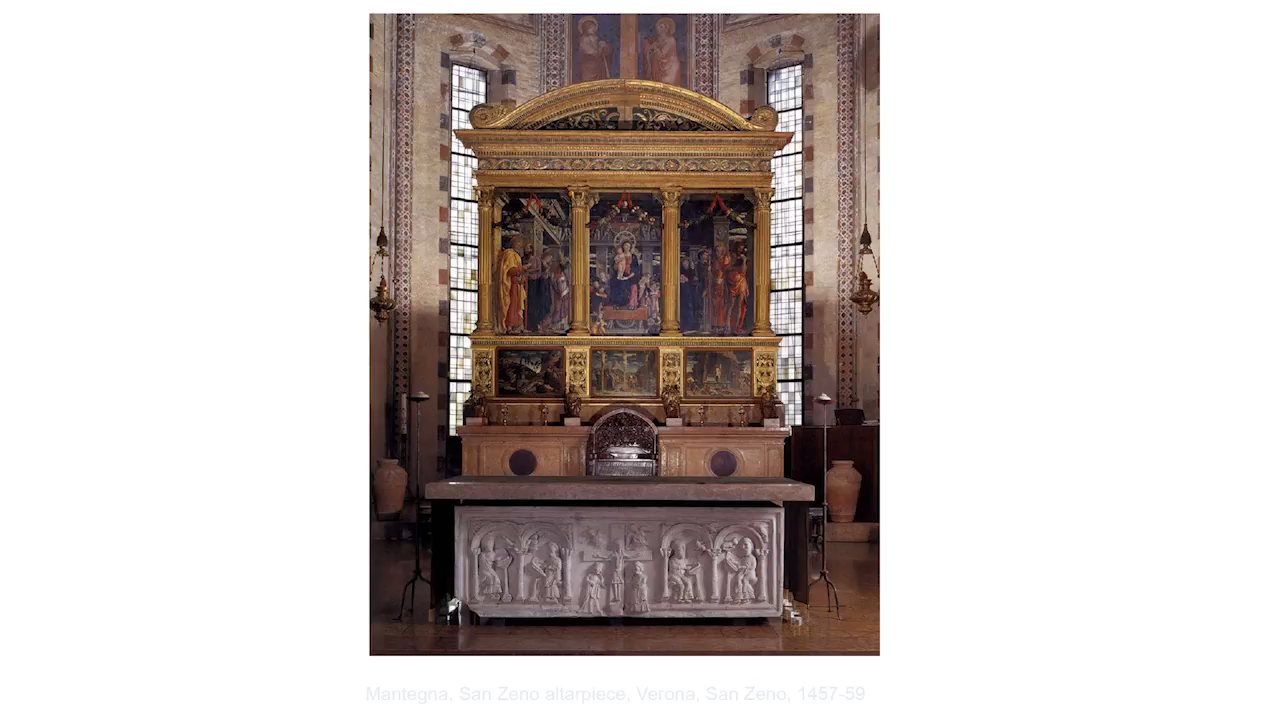 Mantegna, San Zeno altarpiece, Verona, San Zeno, 1457-59